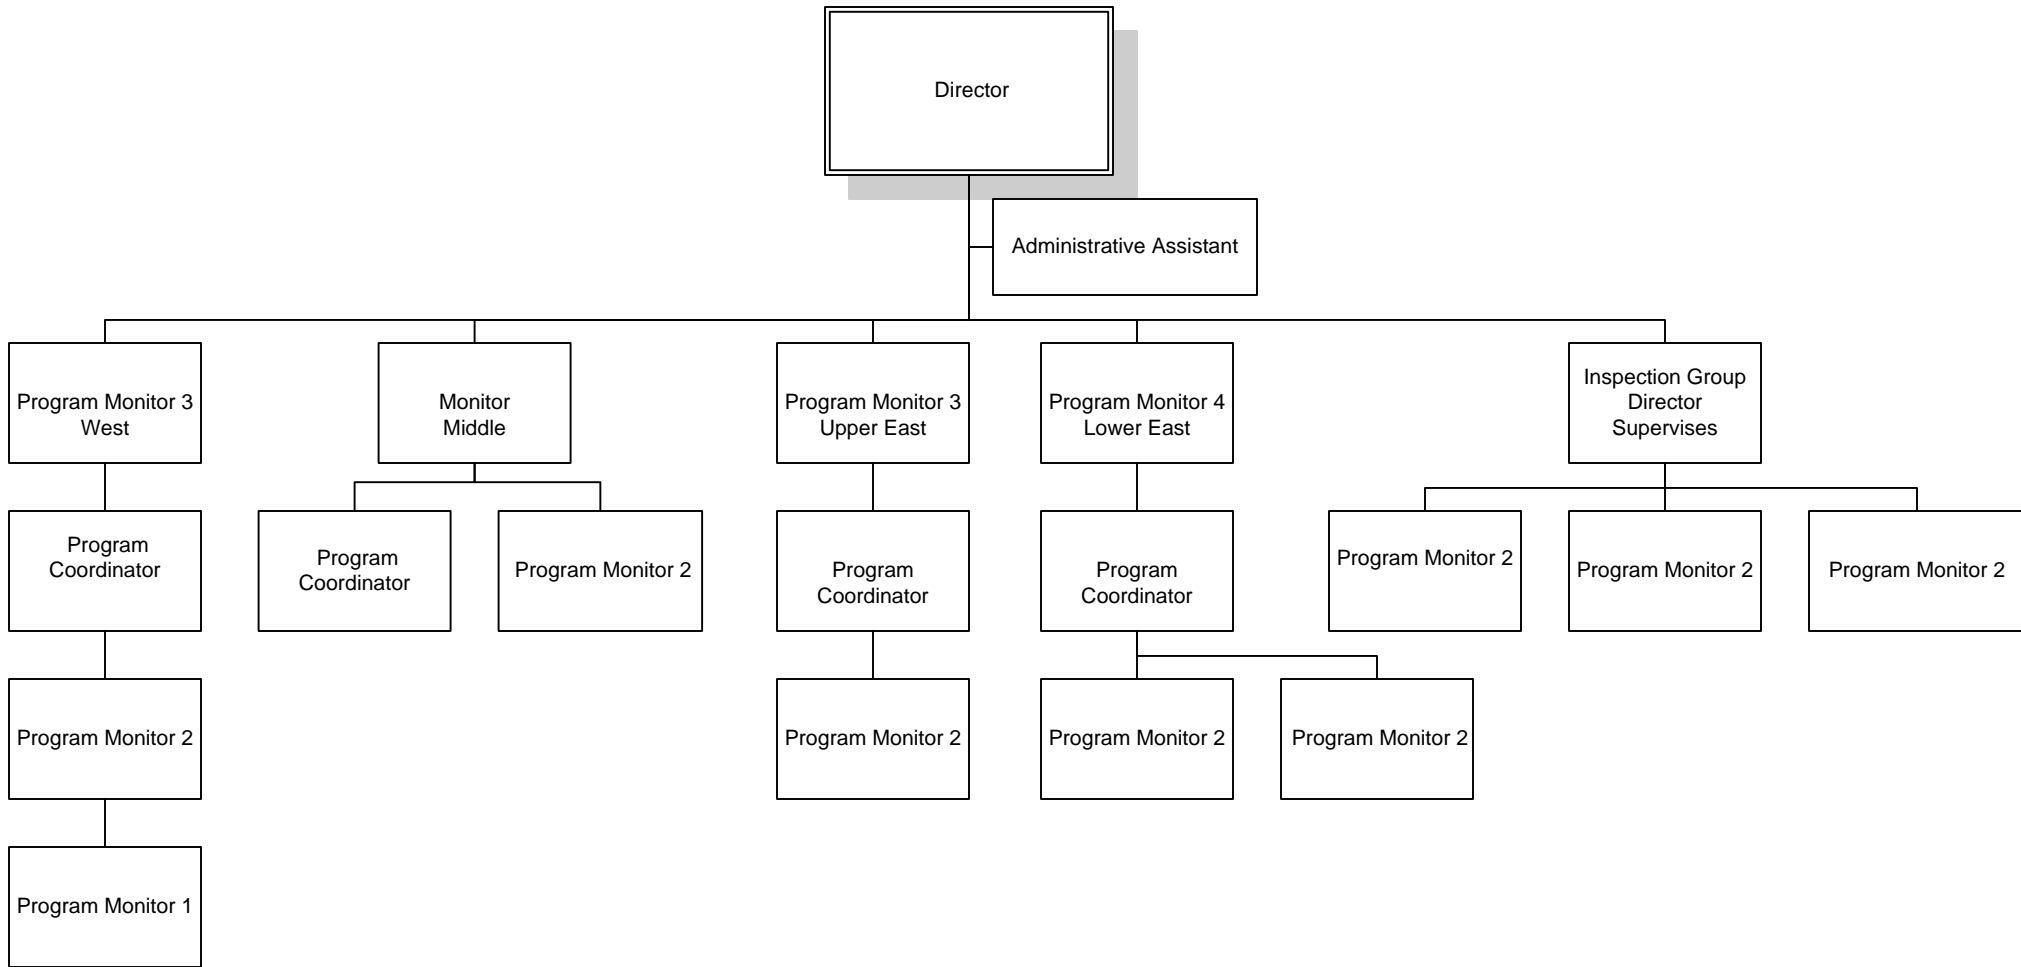 Director
Administrative Assistant
Program Monitor 3
West
Monitor
Middle
Program Monitor 3
Upper East
Program Monitor 4
Lower East
Inspection Group
Director
Supervises
Program
Coordinator
Program
Coordinator
Program Monitor 2
Program
Coordinator
Program
Coordinator
Program Monitor 2
Program Monitor 2
Program Monitor 2
Program Monitor 2
Program Monitor 2
Program Monitor 2
Program Monitor 2
Program Monitor 1